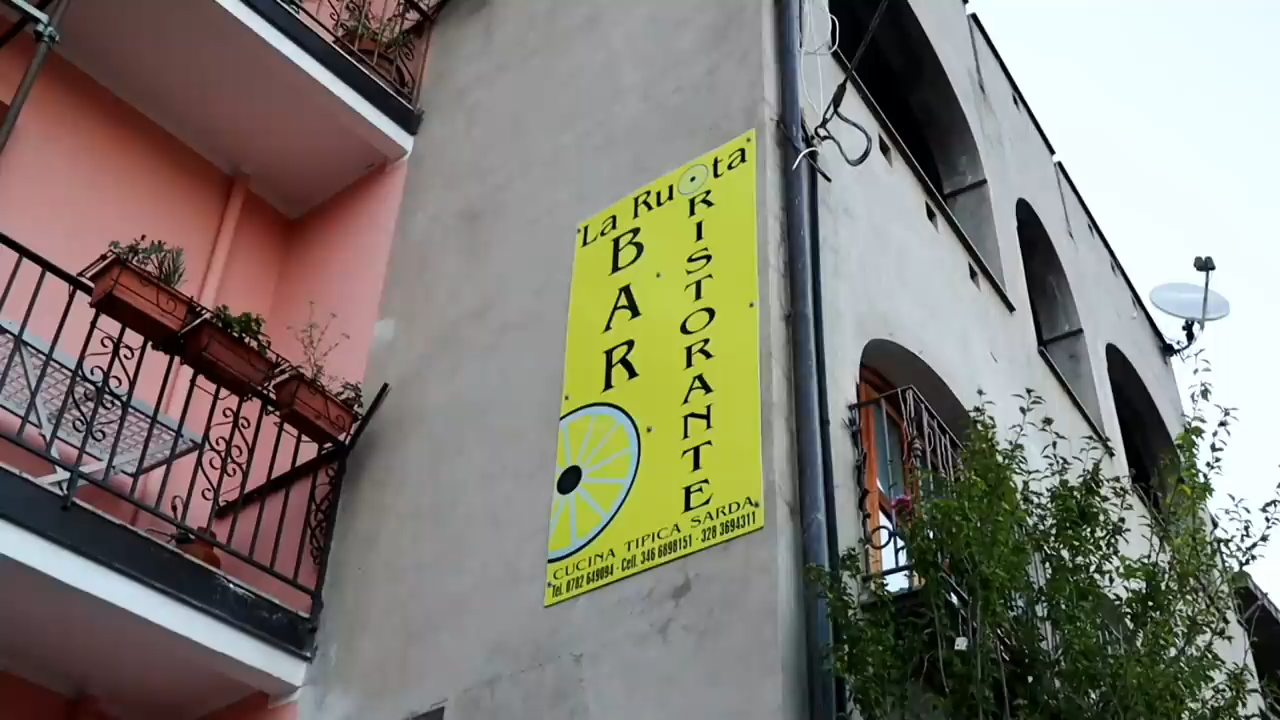 La Ruota
BAR
RISTORANTE
CUCINA TIPICA SARDA
Tel. 0782 649094 - Cell. 346 6898151 - 328 3694311